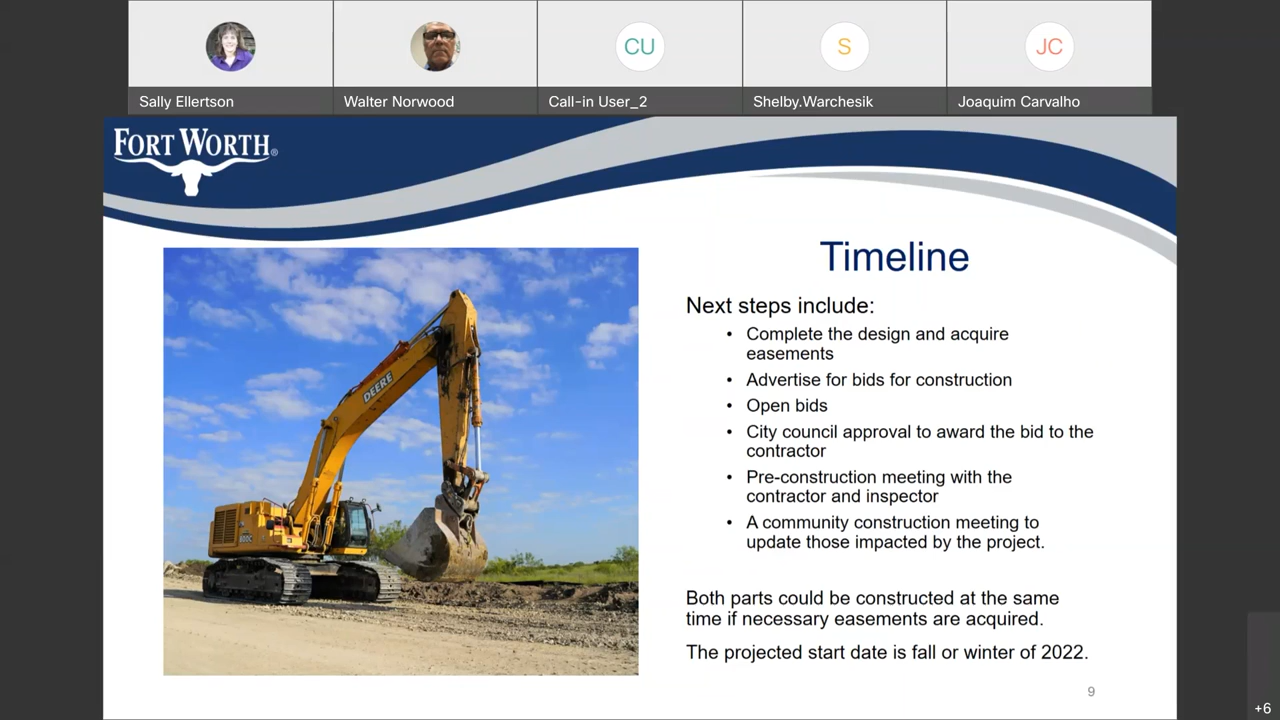 CU
S
JC
Sally Ellertson
Walter Norwood
Call-in User_2
Shelby.Warchesik
Joaquim Carvalho
FORT WORTH®
Timeline
Next steps include:
• Complete the design and acquire
easements
• Advertise for bids for construction
• Open bids
• City council approval to award the bid to the
contractor
• Pre-construction meeting with the
contractor and inspector
• A community construction meeting to
update those impacted by the project.
Both parts could be constructed at the same
time if necessary easements are acquired.
The projected start date is fall or winter of 2022.
DEERE
800C
9
+6